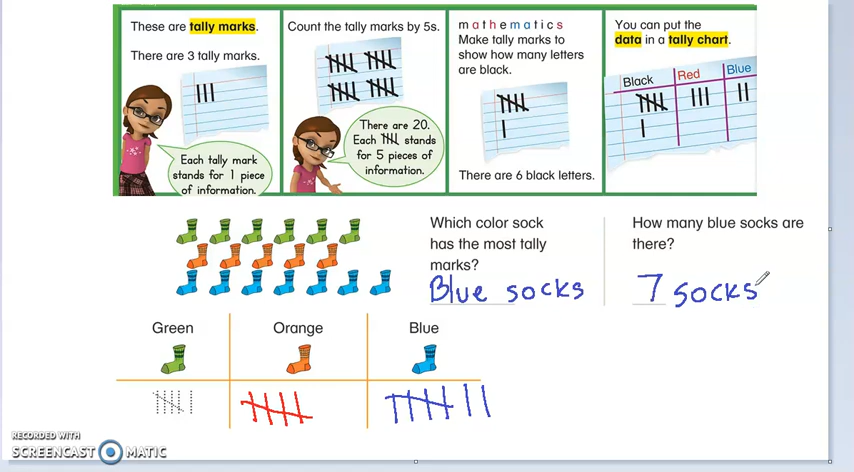 These are tally marks.
There are 3 tally marks.
Each tally mark
stands for 1 piece
of information.
Count the tally marks by 5s.
There are 20.
Each stands
for 5 pieces of
information.
mathematics
Make tally marks to
show how many letters
are black.
There are 6 black letters.
You can put the
data in a tally chart.
Black Red Blue
Which color sock
has the most tally
marks?
Blue socks
How many blue socks are
there?
7 socks
Green Orange Blue
RECORDED WITH
SCREENCAST MATIC